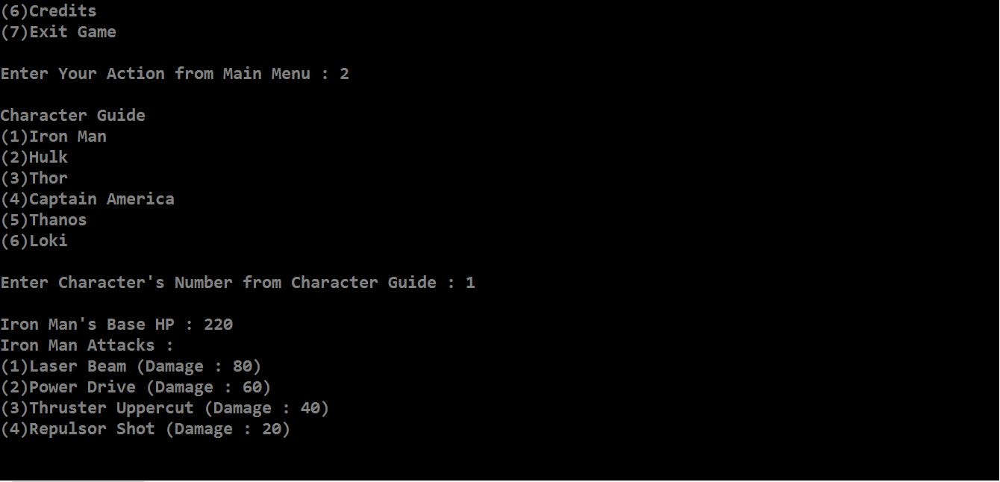 (6)Credits
(7)Exit Game
Enter Your Action from Main Menu : 2
Character Guide
(1)Iron Man
(2)Hulk
(3)Thor
(4)Captain America
(5)Thanos
(6)Loki
Enter Character's Number from Character Guide : 1
Iron Man's Base HP : 220
Iron Man Attacks :
(1)Laser Beam (Damage : 80)
(2)Power Drive (Damage : 60)
(3)Thruster Uppercut (Damage : 40)
(4)Repulsor Shot (Damage : 20)